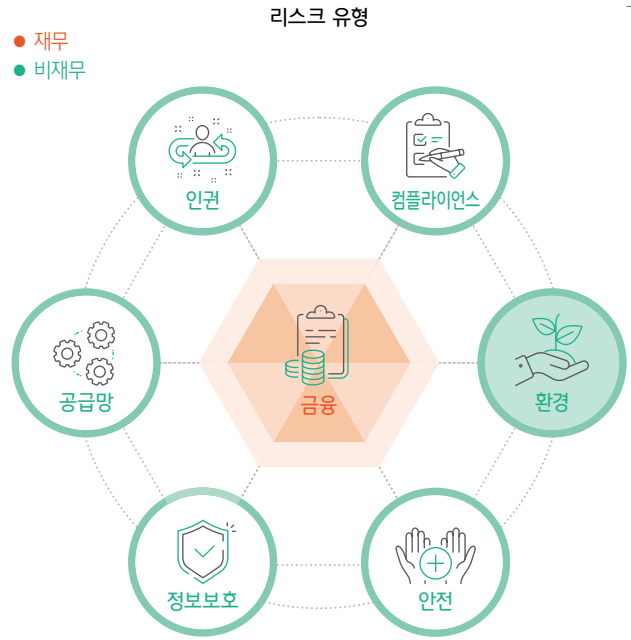 리스크 유형
재무
비재무
인권
컴플라이언스
공급망
금융
환경
정보보호
안전